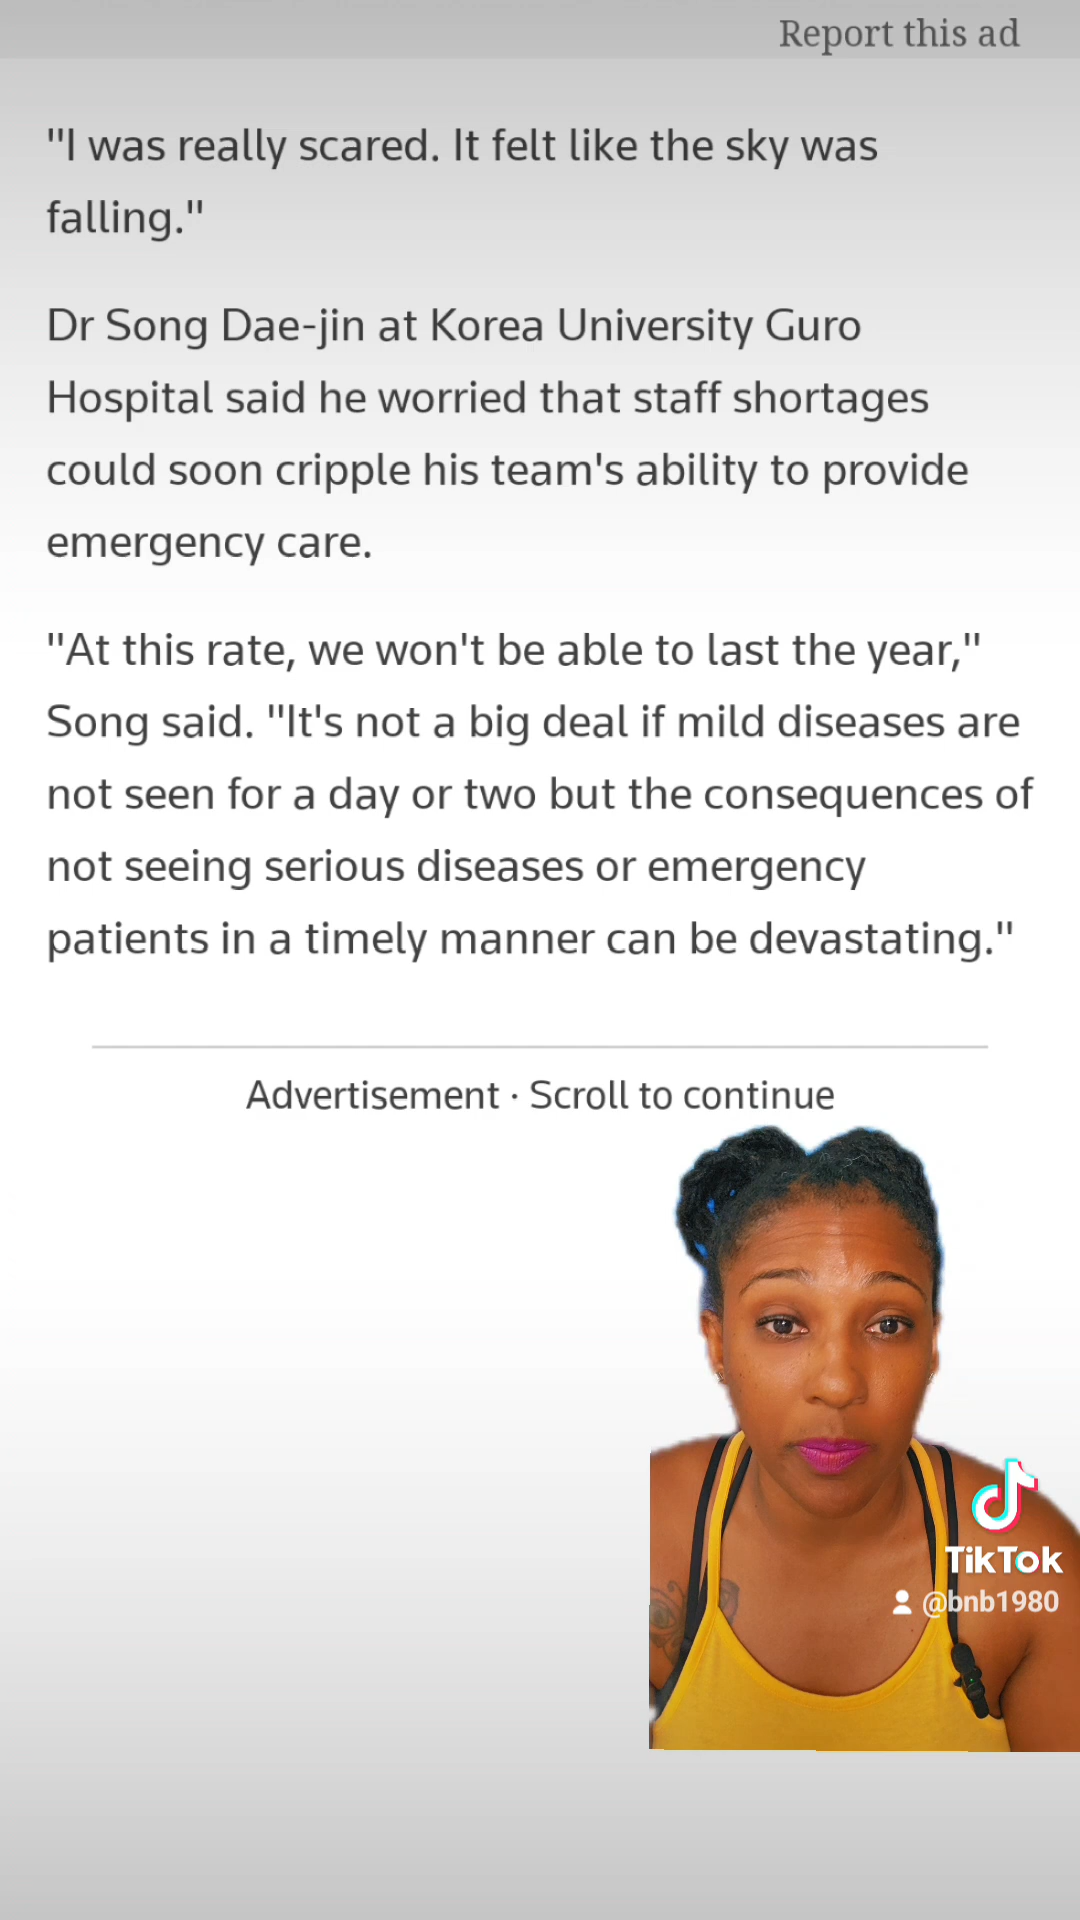 Report this ad
"I was really scared. It felt like the sky was
falling."
Dr Song Dae-jin at Korea University Guro
Hospital said he worried that staff shortages
could soon cripple his team's ability to provide
emergency care.
"At this rate, we won't be able to last the year,"
Song said. "It's not a big deal if mild diseases are
not seen for a day or two but the consequences of
not seeing serious diseases or emergency
patients in a timely manner can be devastating."
Advertisement · Scroll to continue
TikTok
@bnb1980